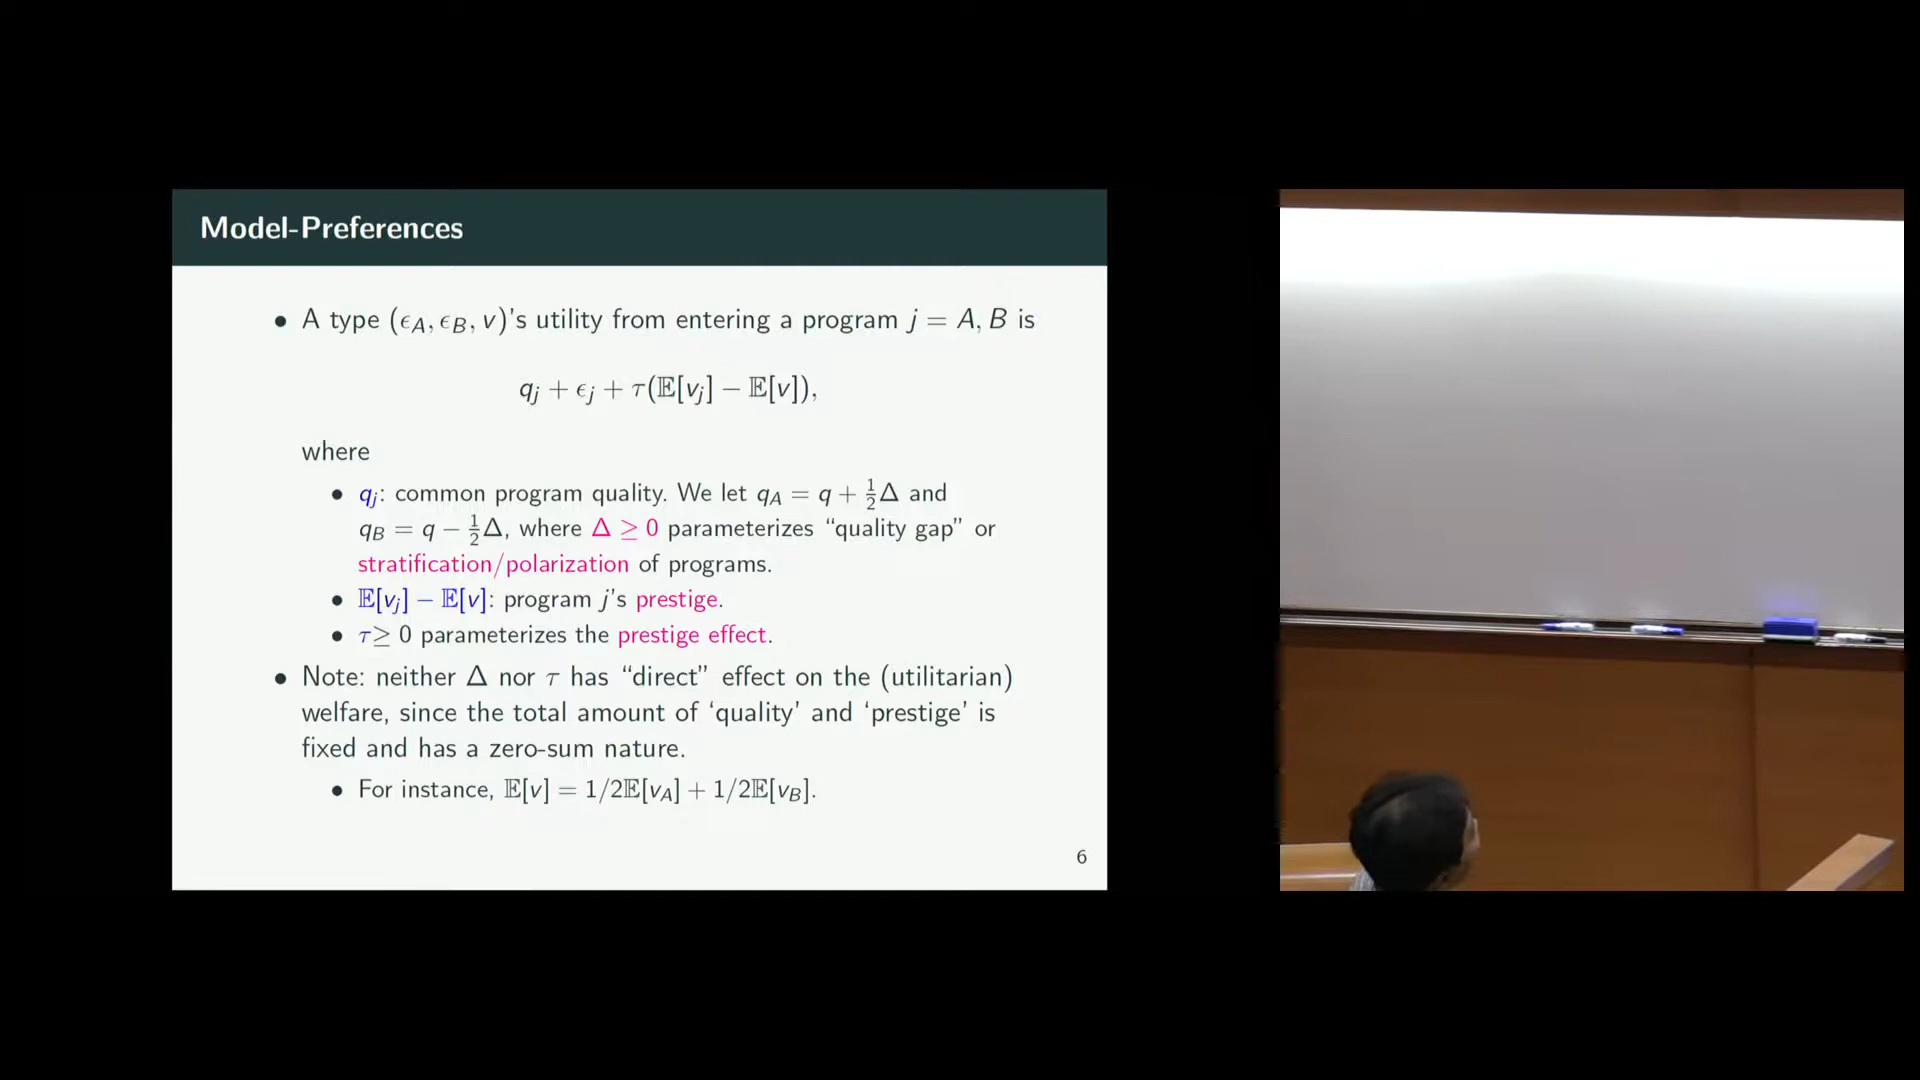 Model-Preferences
• A type (ϵ_A, ϵ_B, v)'s utility from entering a program j = A, B is
q_j + ϵ_j + τ(𝔼[v_j] − 𝔼[v]),
where
• q_j: common program quality. We let q_A = q + ½Δ and
q_B = q − ½Δ, where Δ ≥ 0 parameterizes “quality gap” or
stratification/polarization of programs.
• 𝔼[v_j] − 𝔼[v]: program j's prestige.
• τ ≥ 0 parameterizes the prestige effect.
• Note: neither Δ nor τ has “direct” effect on the (utilitarian)
welfare, since the total amount of ‘quality’ and ‘prestige’ is
fixed and has a zero-sum nature.
• For instance, 𝔼[v] = 1/2𝔼[v_A] + 1/2𝔼[v_B].
6